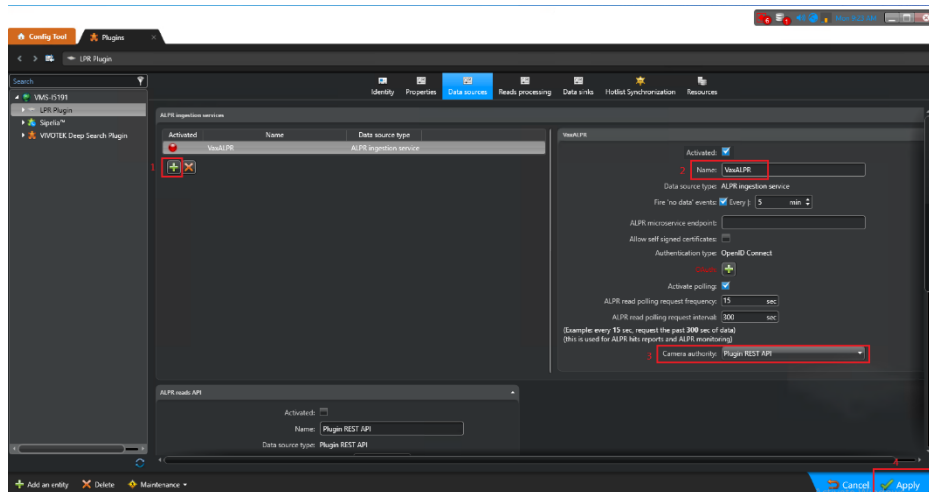 6
1
Config Tool
Plugins
LPR Plugin
Search
VMS-I5191
LPR Plugin
Sipelia™
VIVOTEK Deep Search Plugin
Identity
Properties
Data sources
Reads processing
Data sinks
Hotlist Synchronization
Resources
ALPR ingestion services
Activated Name Data source type
VaxALPR ALPR ingestion service
1
VaxALPR
Activated:
2 Name: VaxALPR
Data source type: ALPR ingestion service
Fire 'no data' events: Every 5 min
ALPR microservice endpoint:
Allow self signed certificates:
Authentication type: OpenID Connect
Activate polling:
ALPR read polling request frequency: 15 sec
ALPR read polling request interval: 300 sec
(Example: every 15 sec, request the past 300 sec of data)
(this is used for ALPR hits reports and ALPR monitoring)
3 Camera authority: Plugin REST API
ALPR reads API
Activated:
Name: Plugin REST API
Data source type: Plugin REST API
4
Add an entity
Delete
Maintenance
Cancel
Apply